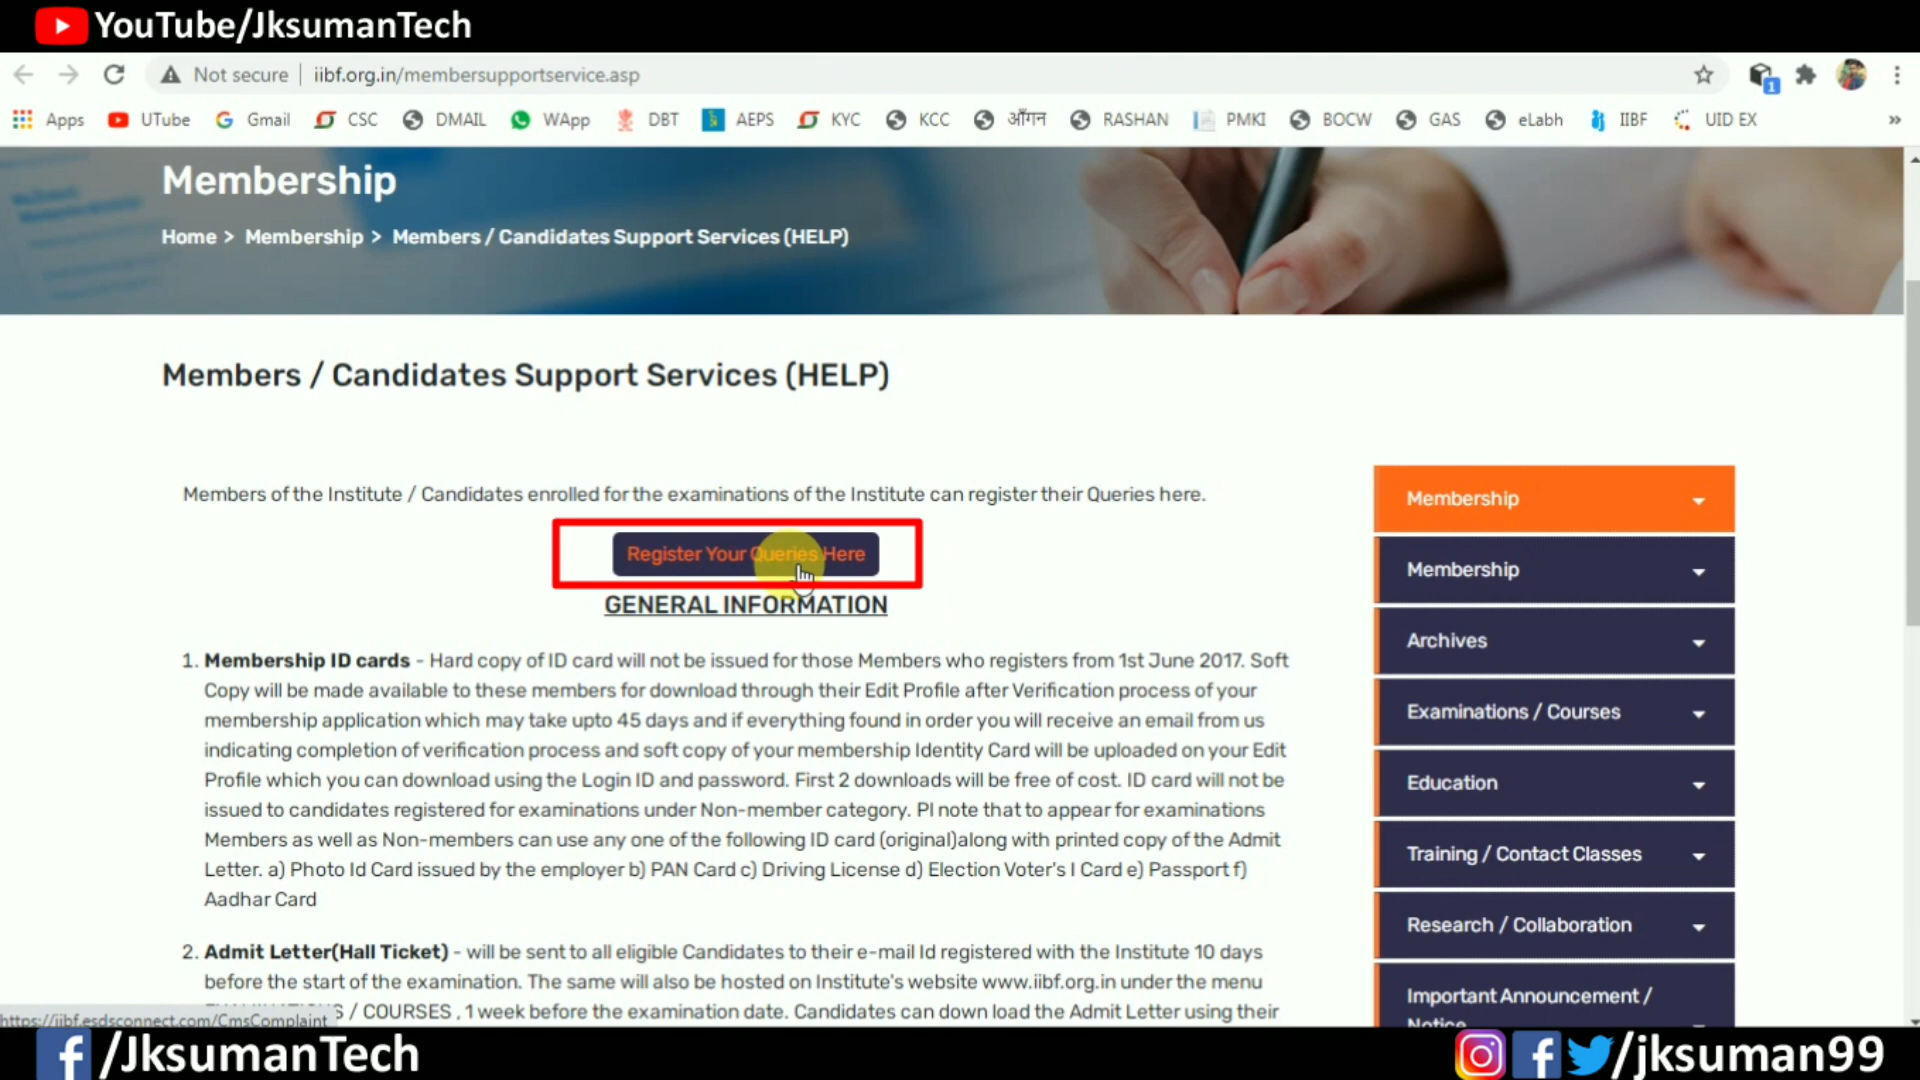 YouTube/JksumanTech
Not secure iibf.org.in/membersupportservice.asp
1
Apps UTube Gmail CSC DMAIL WApp DBT AEPS KYC KCC आँगन RASHAN PMKI BOCW GAS eLabh IIBF UID EX »
Membership
Home > Membership > Members / Candidates Support Services (HELP)
Members / Candidates Support Services (HELP)
Members of the Institute / Candidates enrolled for the examinations of the Institute can register their Queries here.
Register Your Queries Here
GENERAL INFORMATION
1. Membership ID cards - Hard copy of ID card will not be issued for those Members who registers from 1st June 2017. Soft
Copy will be made available to these members for download through their Edit Profile after Verification process of your
membership application which may take upto 45 days and if everything found in order you will receive an email from us
indicating completion of verification process and soft copy of your membership Identity Card will be uploaded on your Edit
Profile which you can download using the Login ID and password. First 2 downloads will be free of cost. ID card will not be
issued to candidates registered for examinations under Non-member category. Pl note that to appear for examinations
Members as well as Non-members can use any one of the following ID card (original)along with printed copy of the Admit
Letter. a) Photo Id Card issued by the employer b) PAN Card c) Driving License d) Election Voter's I Card e) Passport f)
Aadhar Card
2. Admit Letter(Hall Ticket) - will be sent to all eligible Candidates to their e-mail Id registered with the Institute 10 days
before the start of the examination. The same will also be hosted on Institute's website www.iibf.org.in under the menu
S / COURSES , 1 week before the examination date. Candidates can down load the Admit Letter using their
https://iibf.esdsconnect.com/CmsComplaint
Membership
Membership
Archives
Examinations / Courses
Education
Training / Contact Classes
Research / Collaboration
Important Announcement /
Notice
/JksumanTech
/jksuman99